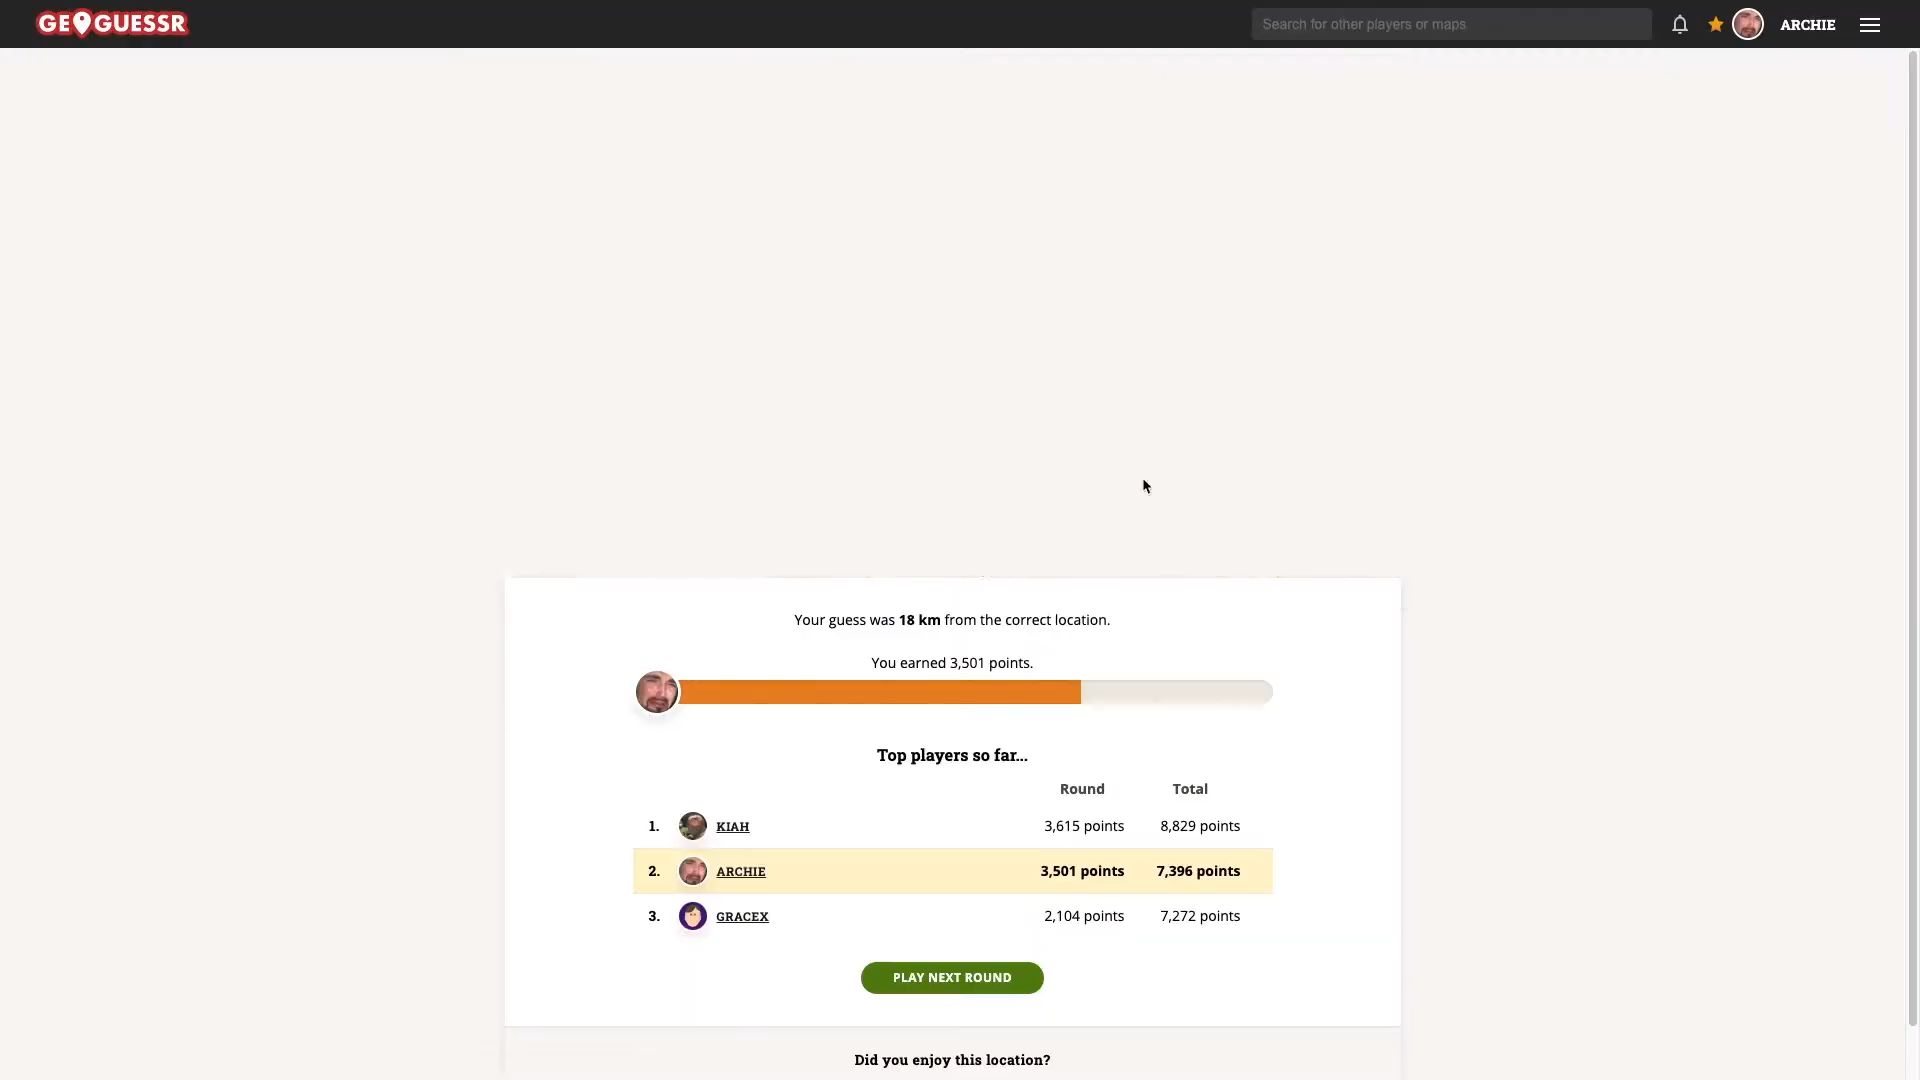 GEOGUESSR
Search for other players or maps
ARCHIE
Your guess was 18 km from the correct location.
You earned 3,501 points.
Top players so far...
Round Total
1. KIAH 3,615 points 8,829 points
2. ARCHIE 3,501 points 7,396 points
3. GRACEX 2,104 points 7,272 points
PLAY NEXT ROUND
Did you enjoy this location?